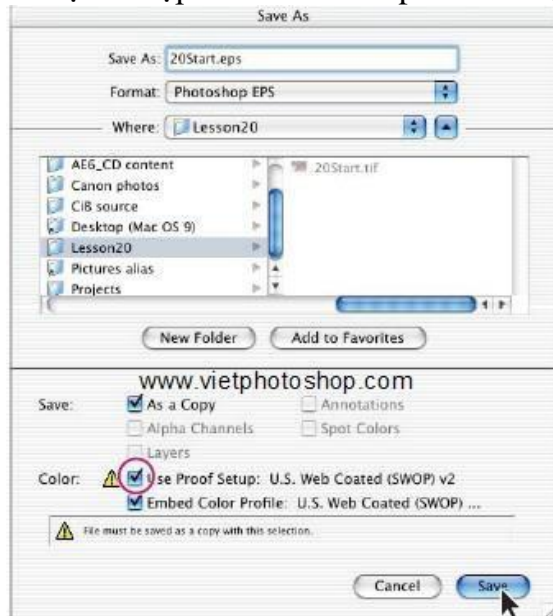 Save As
Save As: 20Start.eps
Format: Photoshop EPS
Where: Lesson20
AE6_CD content
Canon photos
CiB source
Desktop (Mac OS 9)
Lesson20
Pictures alias
Projects
20Start.tif
New Folder Add to Favorites
www.vietphotoshop.com
Save: As a Copy Annotations
Alpha Channels Spot Colors
Layers
Color: Use Proof Setup: U.S. Web Coated (SWOP) v2
Embed Color Profile: U.S. Web Coated (SWOP) ...
File must be saved as a copy with this selection.
Cancel Save